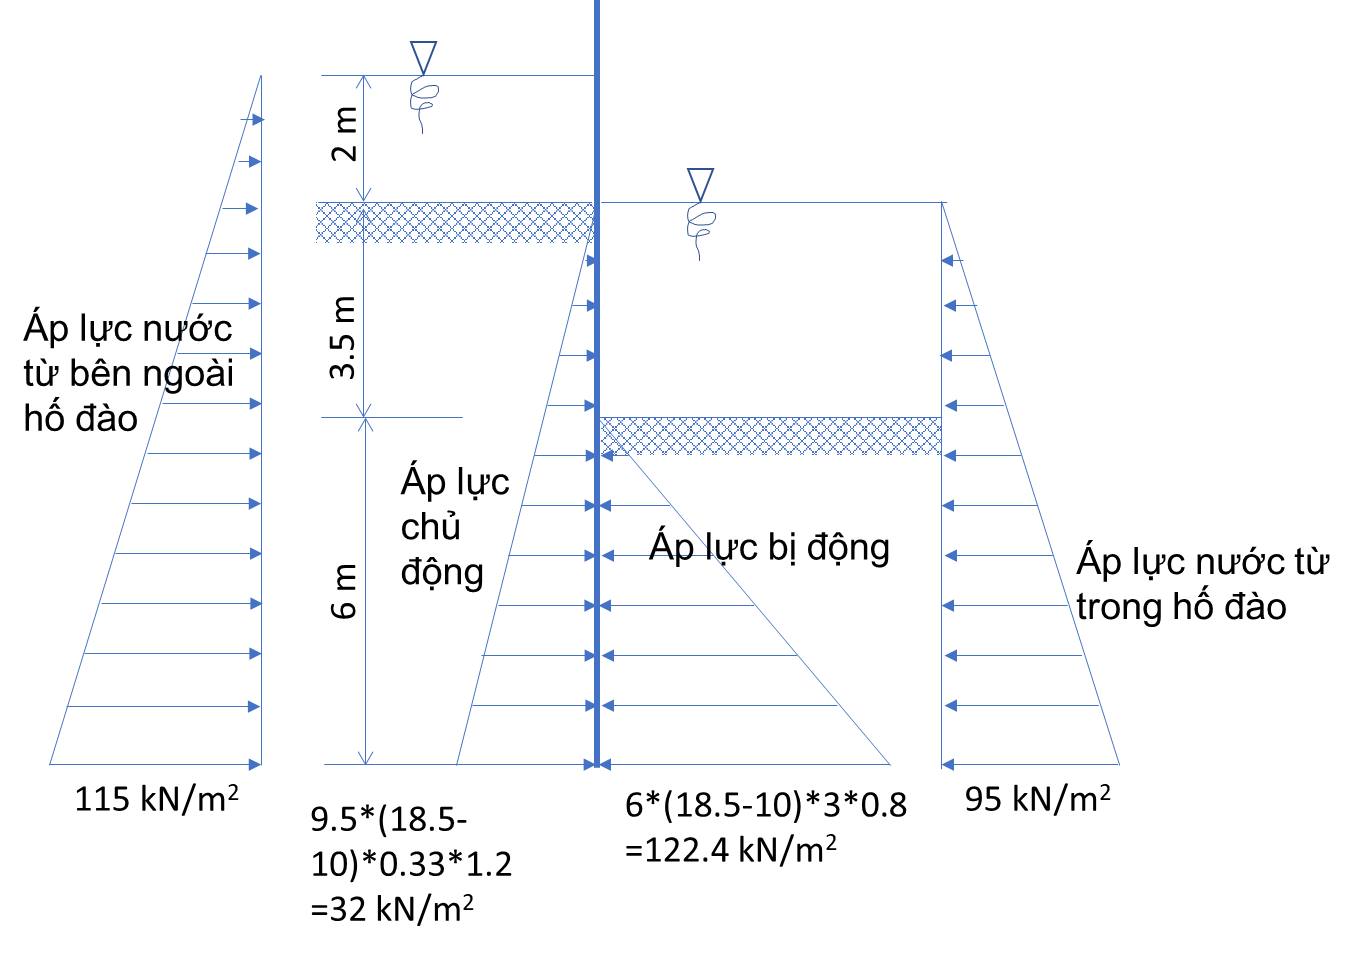 2 m
3.5 m
6 m
Áp lực nước
từ bên ngoài
hố đào
Áp lực
chủ
động
Áp lực bị động
Áp lực nước từ
trong hố đào
115 kN/m²
9.5*(18.5-
10)*0.33*1.2
=32 kN/m²
6*(18.5-10)*3*0.8
=122.4 kN/m²
95 kN/m²